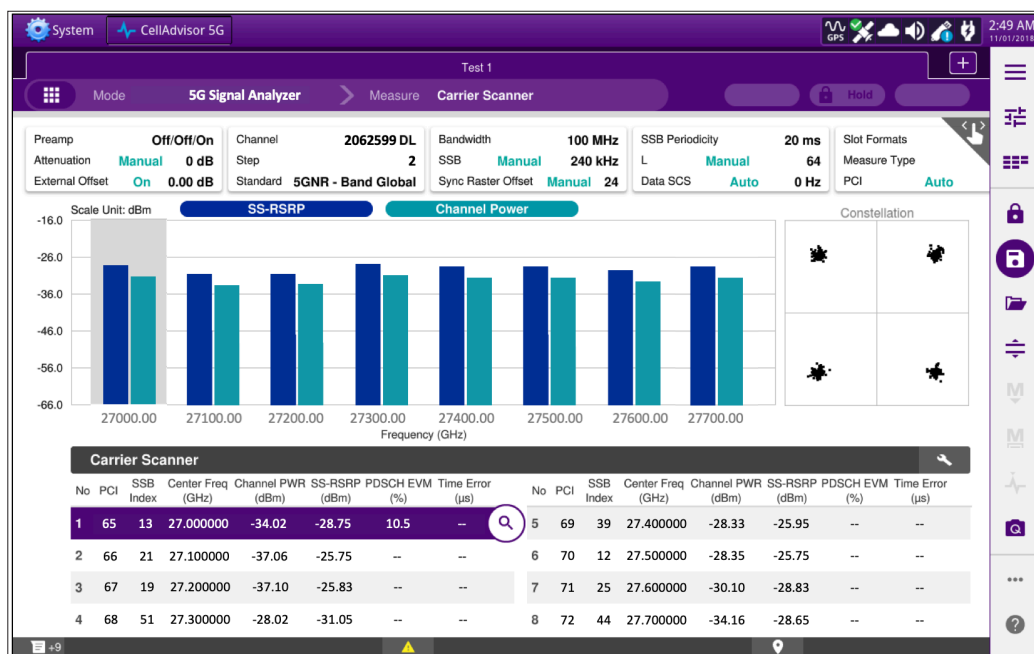 System CellAdvisor 5G GPS 2:49 AM
11/01/2018
Test 1 +
Mode 5G Signal Analyzer Measure Carrier Scanner Hold
Preamp Off/Off/On Channel 2062599 DL Bandwidth 100 MHz SSB Periodicity 20 ms Slot Formats
Attenuation Manual 0 dB Step 2 SSB Manual 240 kHz L Manual 64 Measure Type
External Offset On 0.00 dB Standard 5GNR - Band Global Sync Raster Offset Manual 24 Data SCS Auto 0 Hz PCI Auto
Scale Unit: dBm SS-RSRP Channel Power Constellation
-16.0
-26.0
-36.0
-46.0
-56.0
-66.0
27000.00 27100.00 27200.00 27300.00 27400.00 27500.00 27600.00 27700.00
Frequency (GHz)
M
M
Carrier Scanner
No PCI SSB Index Center Freq (GHz) Channel PWR (dBm) SS-RSRP (dBm) PDSCH EVM (%) Time Error (µs) No PCI SSB Index Center Freq (GHz) Channel PWR (dBm) SS-RSRP (dBm) PDSCH EVM (%) Time Error (µs)
1 65 13 27.000000 -34.02 -28.75 10.5 -- 5 69 39 27.400000 -28.33 -25.95 -- --
2 66 21 27.100000 -37.06 -25.75 -- -- 6 70 12 27.500000 -28.35 -25.75 -- --
3 67 19 27.200000 -37.10 -25.83 -- -- 7 71 25 27.600000 -30.10 -28.83 -- --
4 68 51 27.300000 -28.02 -31.05 -- -- 8 72 44 27.700000 -34.16 -28.65 -- --
+9